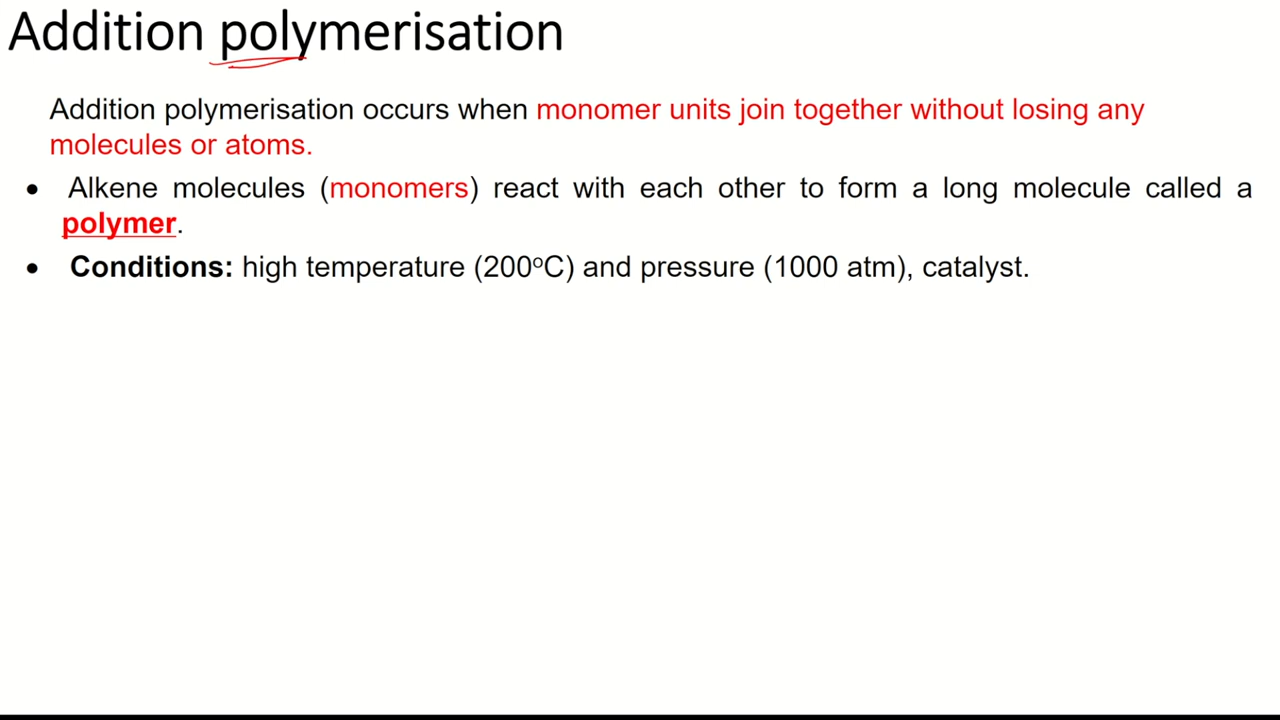 Addition polymerisation
Addition polymerisation occurs when monomer units join together without losing any
molecules or atoms.
• Alkene molecules (monomers) react with each other to form a long molecule called a
polymer.
• Conditions: high temperature (200°C) and pressure (1000 atm), catalyst.